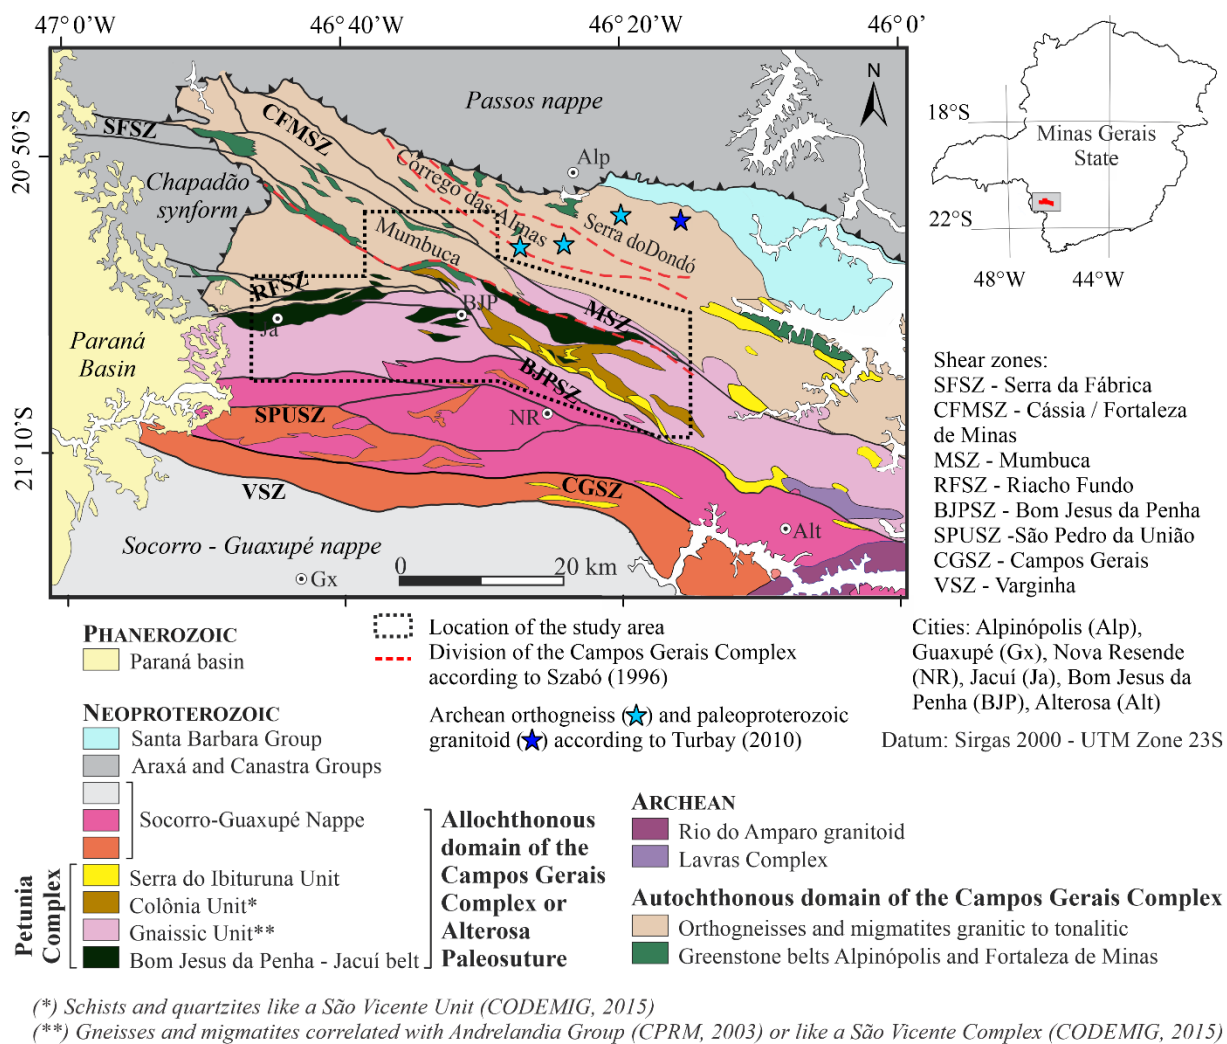 47° 0'W
46°40'W
46°20'W
46° 0'
20° 50'S
21° 10'S
Passos nappe
N
SFSZ
CFMSZ
Alp
Chapadão
synform
Córrego das Almas
Serra doDondó
Mumbuca
RFSZ
Ja
BJP
MSZ
Paraná
Basin
BJPSZ
SPUSZ
NR
VSZ
CGSZ
Alt
Socorro - Guaxupé nappe
Gx
0
20 km
18°S
Minas Gerais
State
22°S
48°W
44°W
Shear zones:
SFSZ - Serra da Fábrica
CFMSZ - Cássia / Fortaleza
de Minas
MSZ - Mumbuca
RFSZ - Riacho Fundo
BJPSZ - Bom Jesus da Penha
SPUSZ -São Pedro da União
CGSZ - Campos Gerais
VSZ - Varginha
Cities: Alpinópolis (Alp),
Guaxupé (Gx), Nova Resende
(NR), Jacuí (Ja), Bom Jesus da
Penha (BJP), Alterosa (Alt)
Datum: Sirgas 2000 - UTM Zone 23S
PHANEROZOIC
Paraná basin
Location of the study area
Division of the Campos Gerais Complex
according to Szabó (1996)
Archean orthogneiss (★) and paleoproterozoic
granitoid (★) according to Turbay (2010)
NEOPROTEROZOIC
Santa Barbara Group
Araxá and Canastra Groups
Socorro-Guaxupé Nappe
Petunia
Complex
Serra do Ibituruna Unit
Colônia Unit*
Gnaissic Unit**
Bom Jesus da Penha - Jacuí belt
Allochthonous
domain of the
Campos Gerais
Complex or
Alterosa
Paleosuture
ARCHEAN
Rio do Amparo granitoid
Lavras Complex
Autochthonous domain of the Campos Gerais Complex
Orthogneisses and migmatites granitic to tonalitic
Greenstone belts Alpinópolis and Fortaleza de Minas
(*) Schists and quartzites like a São Vicente Unit (CODEMIG, 2015)
(**) Gneisses and migmatites correlated with Andrelandia Group (CPRM, 2003) or like a São Vicente Complex (CODEMIG, 2015)